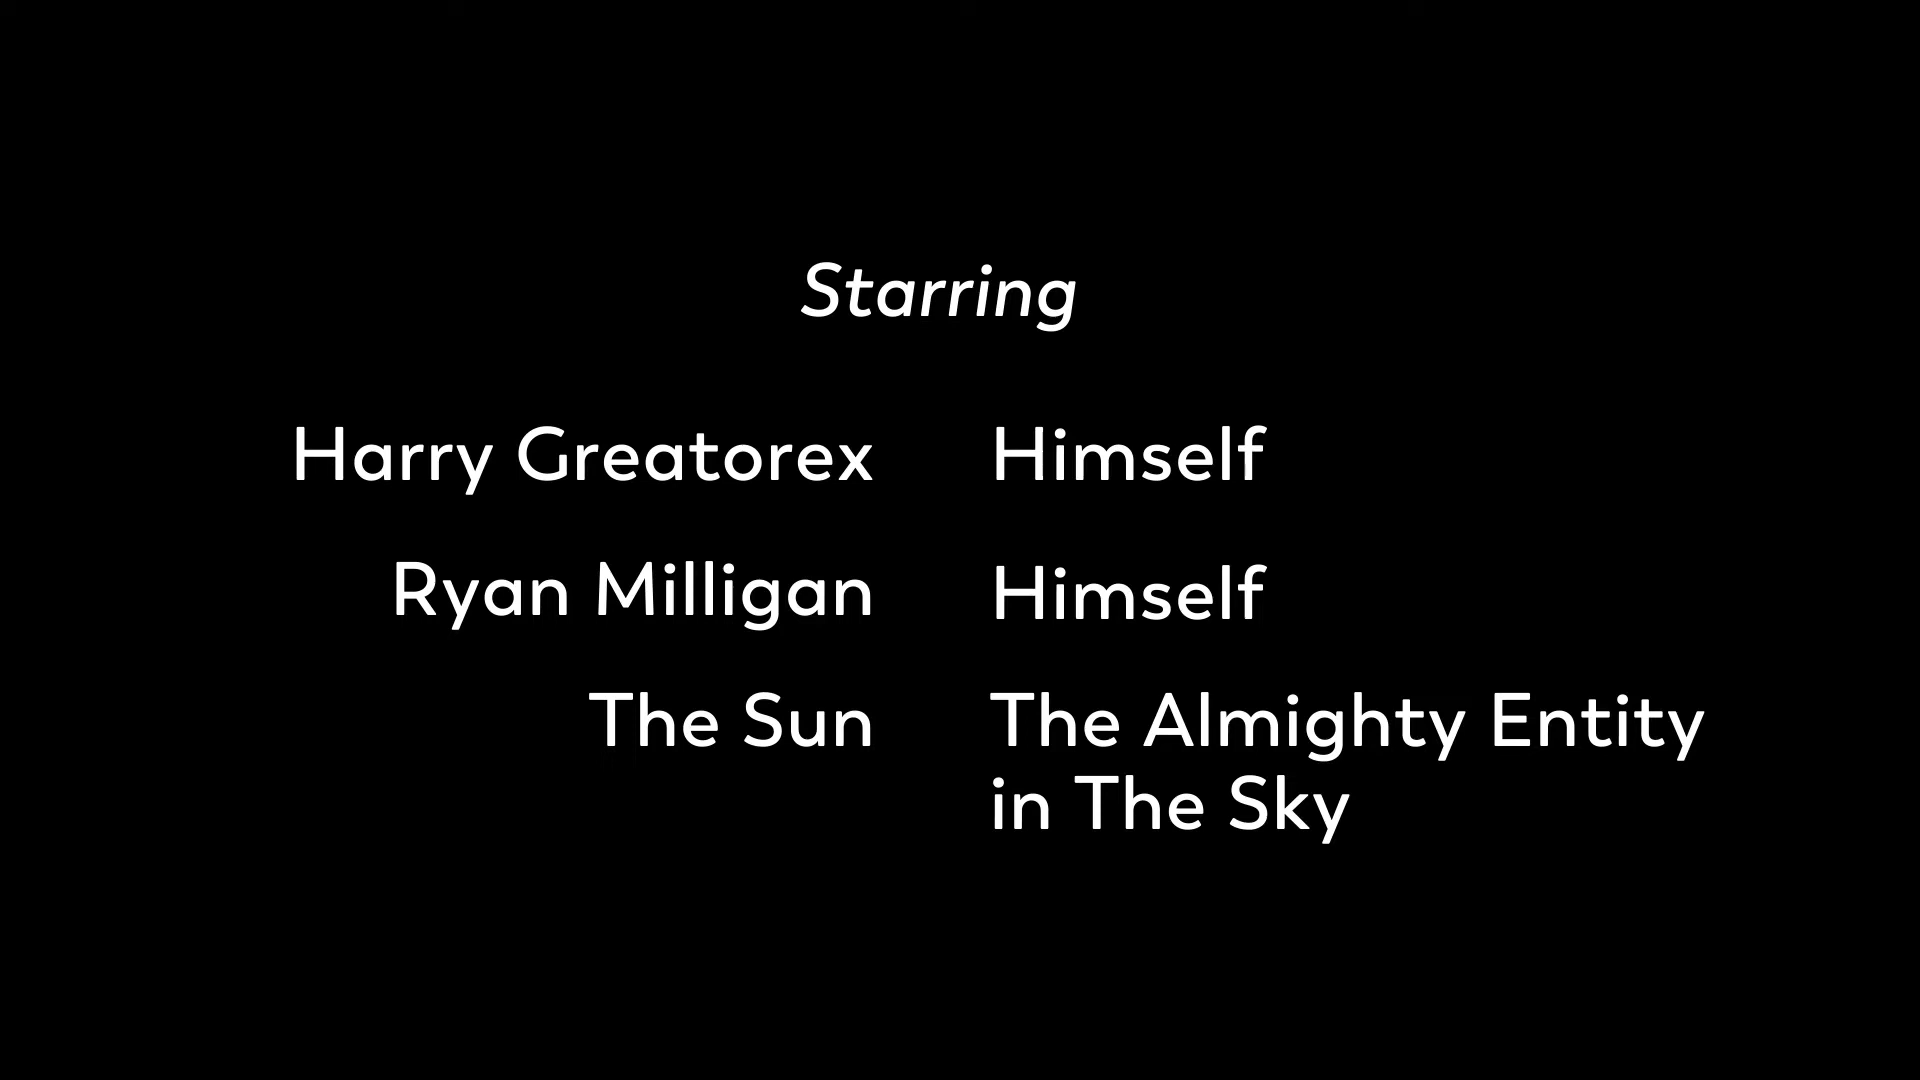 Starring
Harry Greatorex Himself
Ryan Milligan Himself
The Sun The Almighty Entity
in The Sky